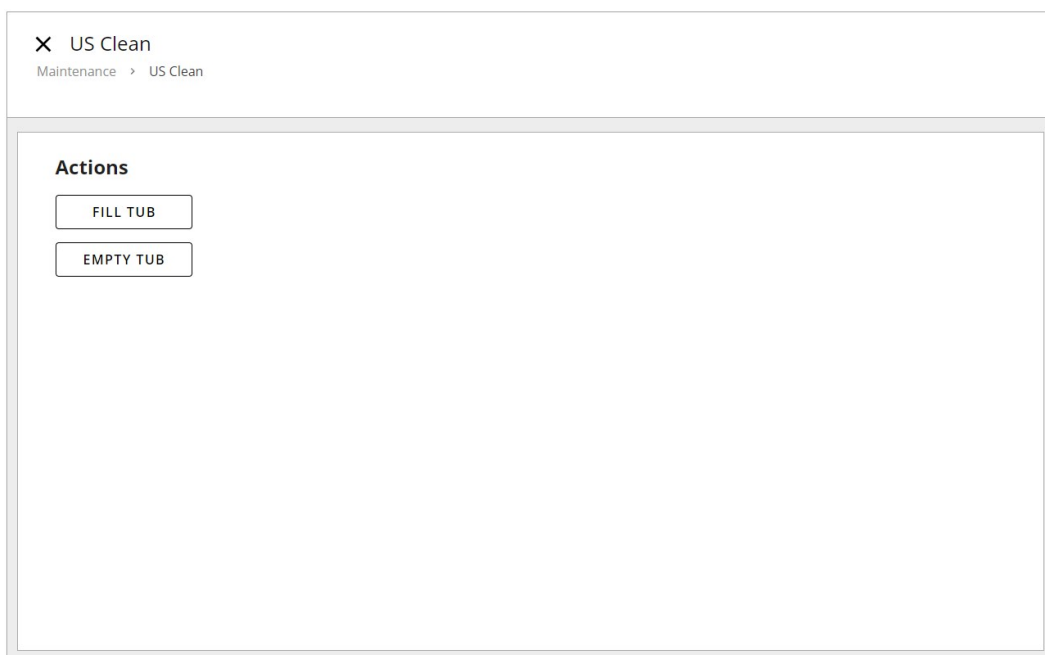 US Clean
Maintenance > US Clean
Actions
FILL TUB
EMPTY TUB